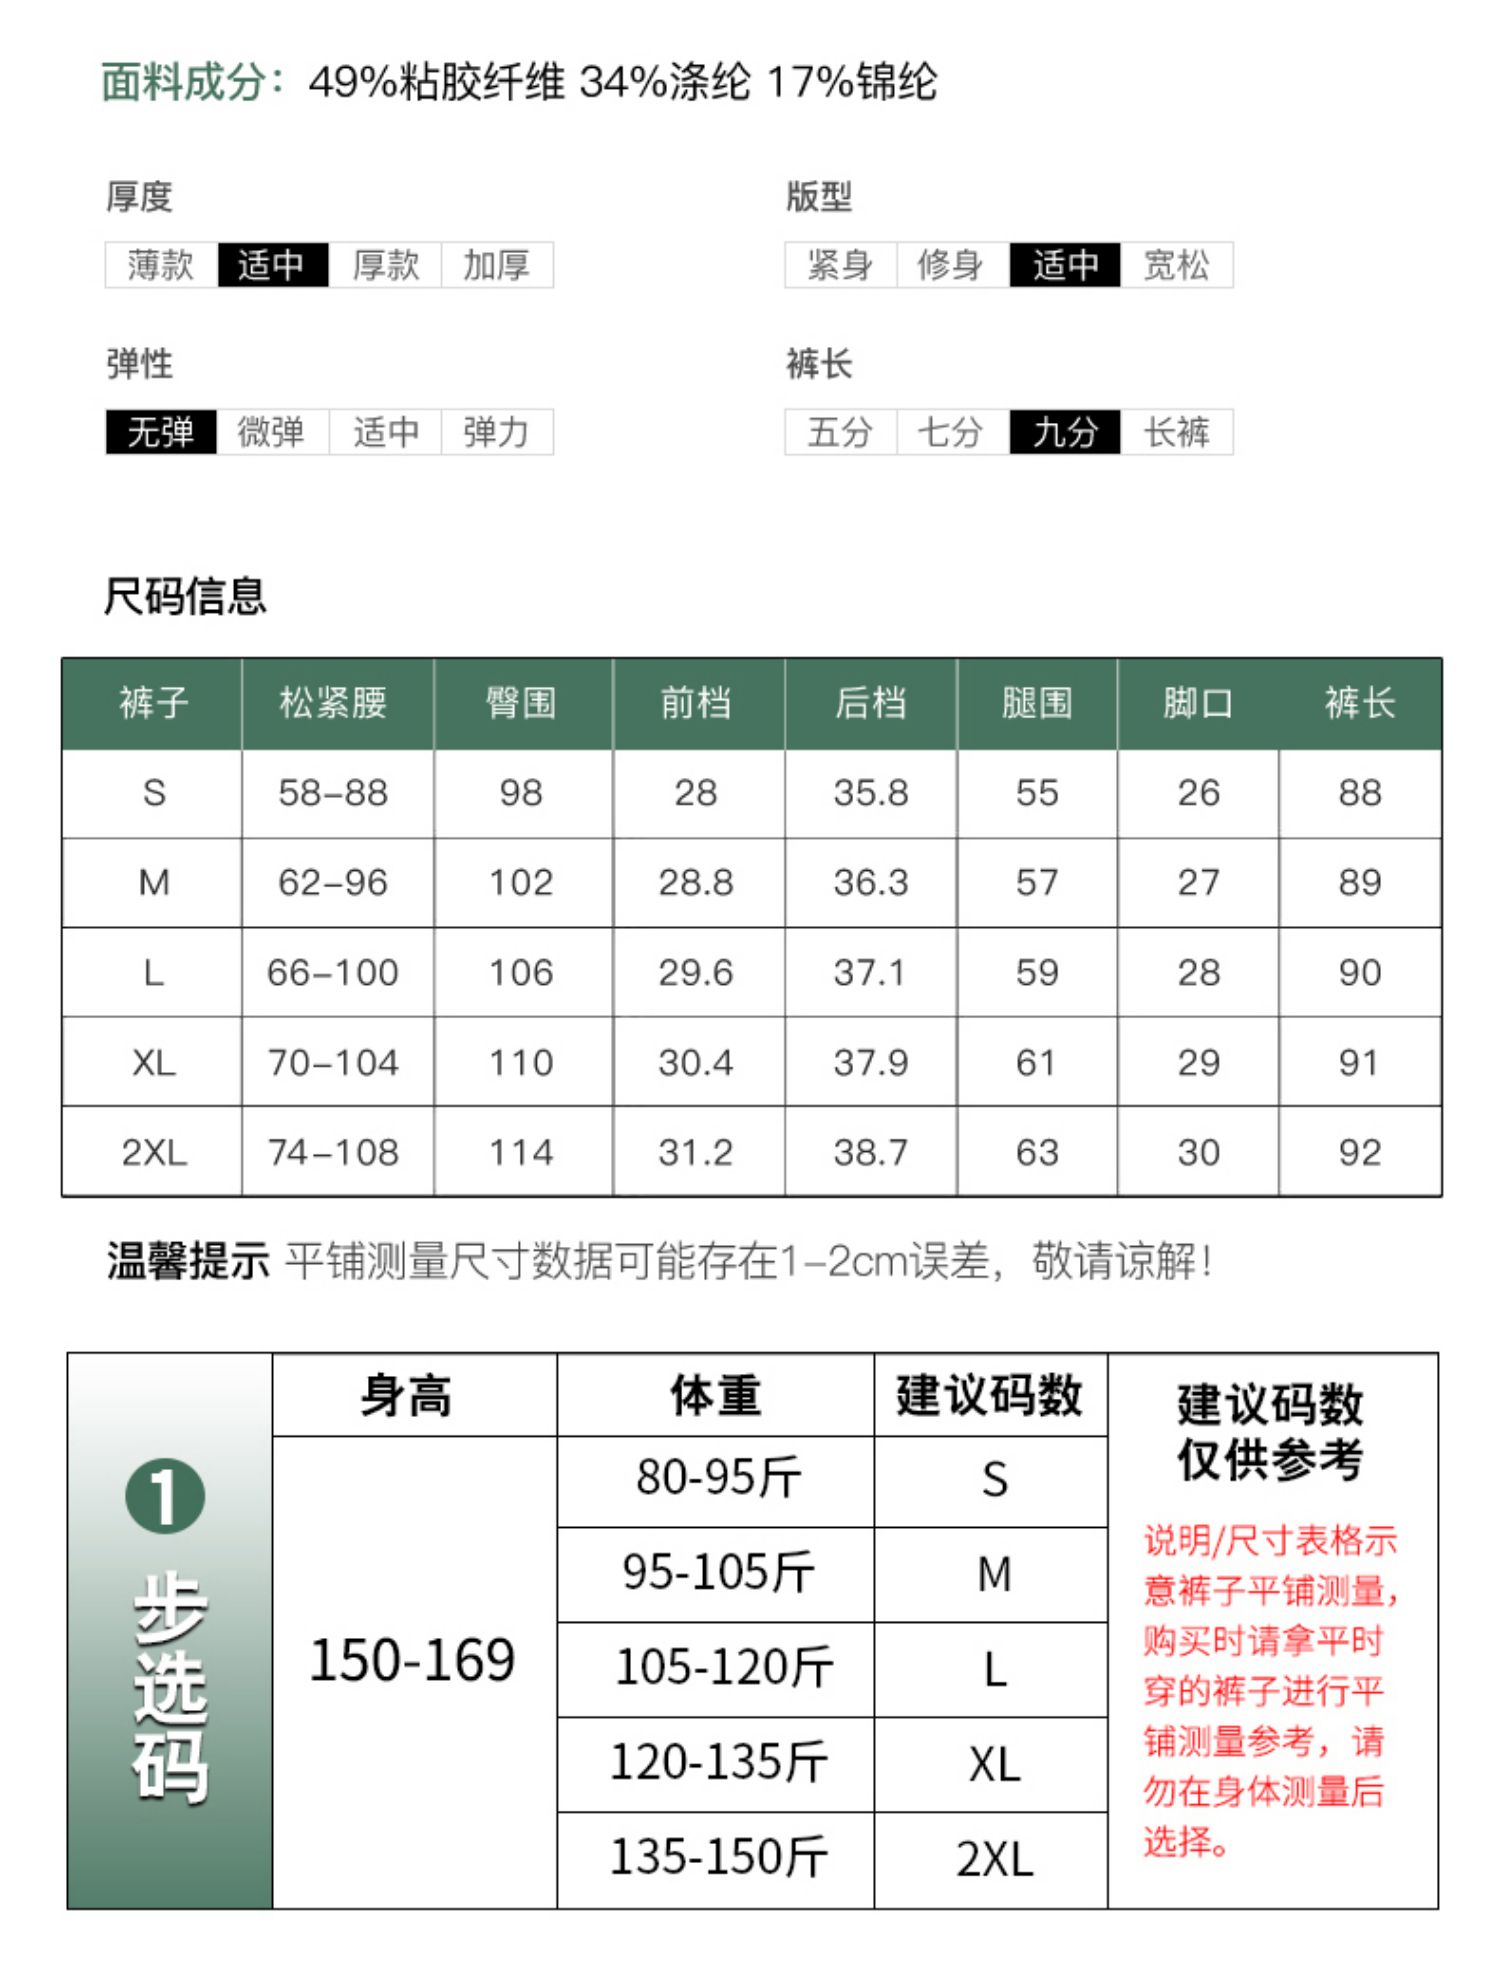 面料成分：49%粘胶纤维 34%涤纶 17%锦纶
厚度 版型
薄款 适中 厚款 加厚 紧身 修身 适中 宽松
弹性 裤长
无弹 微弹 适中 弹力 五分 七分 九分 长裤
尺码信息
裤子 松紧腰 臀围 前档 后档 腿围 脚口 裤长
S 58-88 98 28 35.8 55 26 88
M 62-96 102 28.8 36.3 57 27 89
L 66-100 106 29.6 37.1 59 28 90
XL 70-104 110 30.4 37.9 61 29 91
2XL 74-108 114 31.2 38.7 63 30 92
温馨提示 平铺测量尺寸数据可能存在1-2cm误差，敬请谅解！
1
步选码
身高 体重 建议码数
150-169
80-95斤 S
95-105斤 M
105-120斤 L
120-135斤 XL
135-150斤 2XL
建议码数
仅供参考
说明/尺寸表格示
意裤子平铺测量，
购买时请拿平时
穿的裤子进行平
铺测量参考，请
勿在身体测量后
选择。